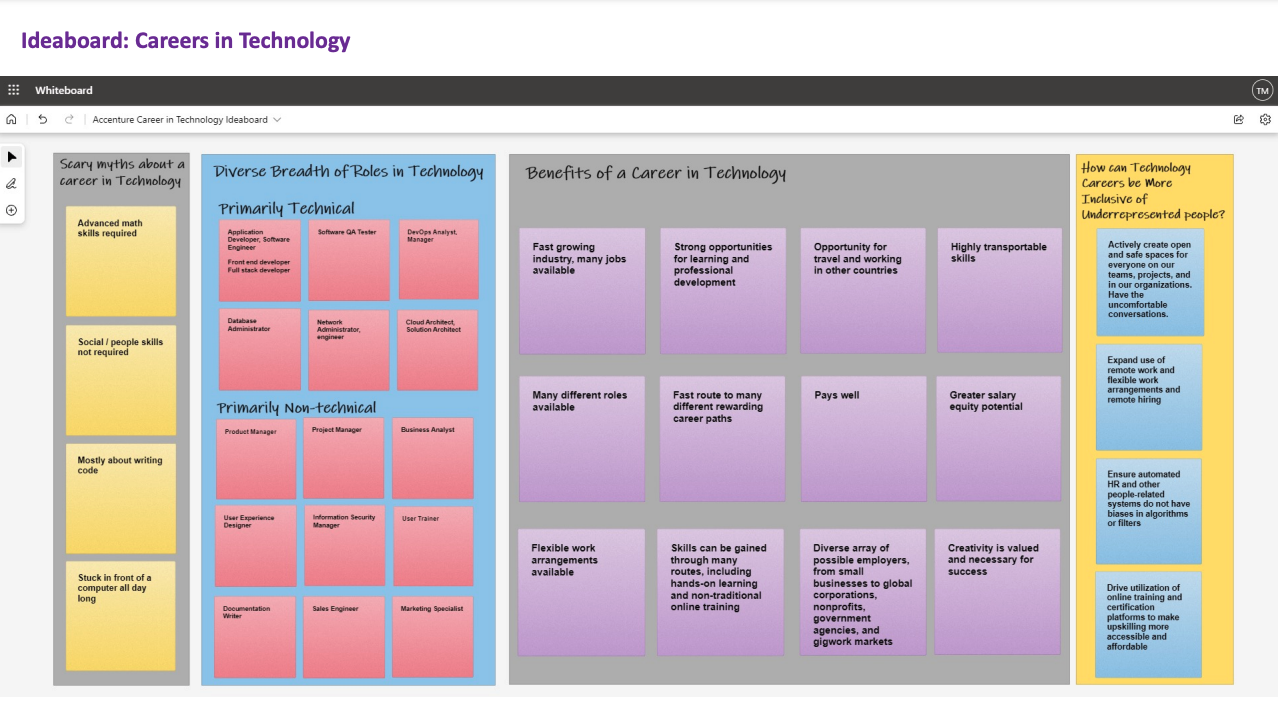 Ideaboard: Careers in Technology
Whiteboard
TM
Accenture Career in Technology Ideaboard
Scary myths about a
career in Technology
Advanced math
skills required
Social / people skills
not required
Mostly about writing
code
Stuck in front of a
computer all day
long
Diverse Breadth of Roles in Technology
Primarily Technical
Application
Developer, Software
Engineer
Front end developer
Full stack developer
Software QA Tester
DevOps Analyst,
Manager
Database
Administrator
Network
Administrator,
engineer
Cloud Architect,
Solution Architect
Primarily Non-technical
Product Manager
Project Manager
Business Analyst
User Experience
Designer
Information Security
Manager
User Trainer
Documentation
Writer
Sales Engineer
Marketing Specialist
Benefits of a Career in Technology
Fast growing
industry, many jobs
available
Strong opportunities
for learning and
professional
development
Opportunity for
travel and working
in other countries
Highly transportable
skills
Many different roles
available
Fast route to many
different rewarding
career paths
Pays well
Greater salary
equity potential
Flexible work
arrangements
available
Skills can be gained
through many
routes, including
hands-on learning
and non-traditional
online training
Diverse array of
possible employers,
from small
businesses to global
corporations,
nonprofits,
government
agencies, and
gigwork markets
Creativity is valued
and necessary for
success
How can Technology
Careers be More
Inclusive of
Underrepresented people?
Actively create open
and safe spaces for
everyone on our
teams, projects, and
in our organizations.
Have the
uncomfortable
conversations.
Expand use of
remote work and
flexible work
arrangements and
remote hiring
Ensure automated
HR and other
people-related
systems do not have
biases in algorithms
or filters
Drive utilization of
online training and
certification
platforms to make
upskilling more
accessible and
affordable